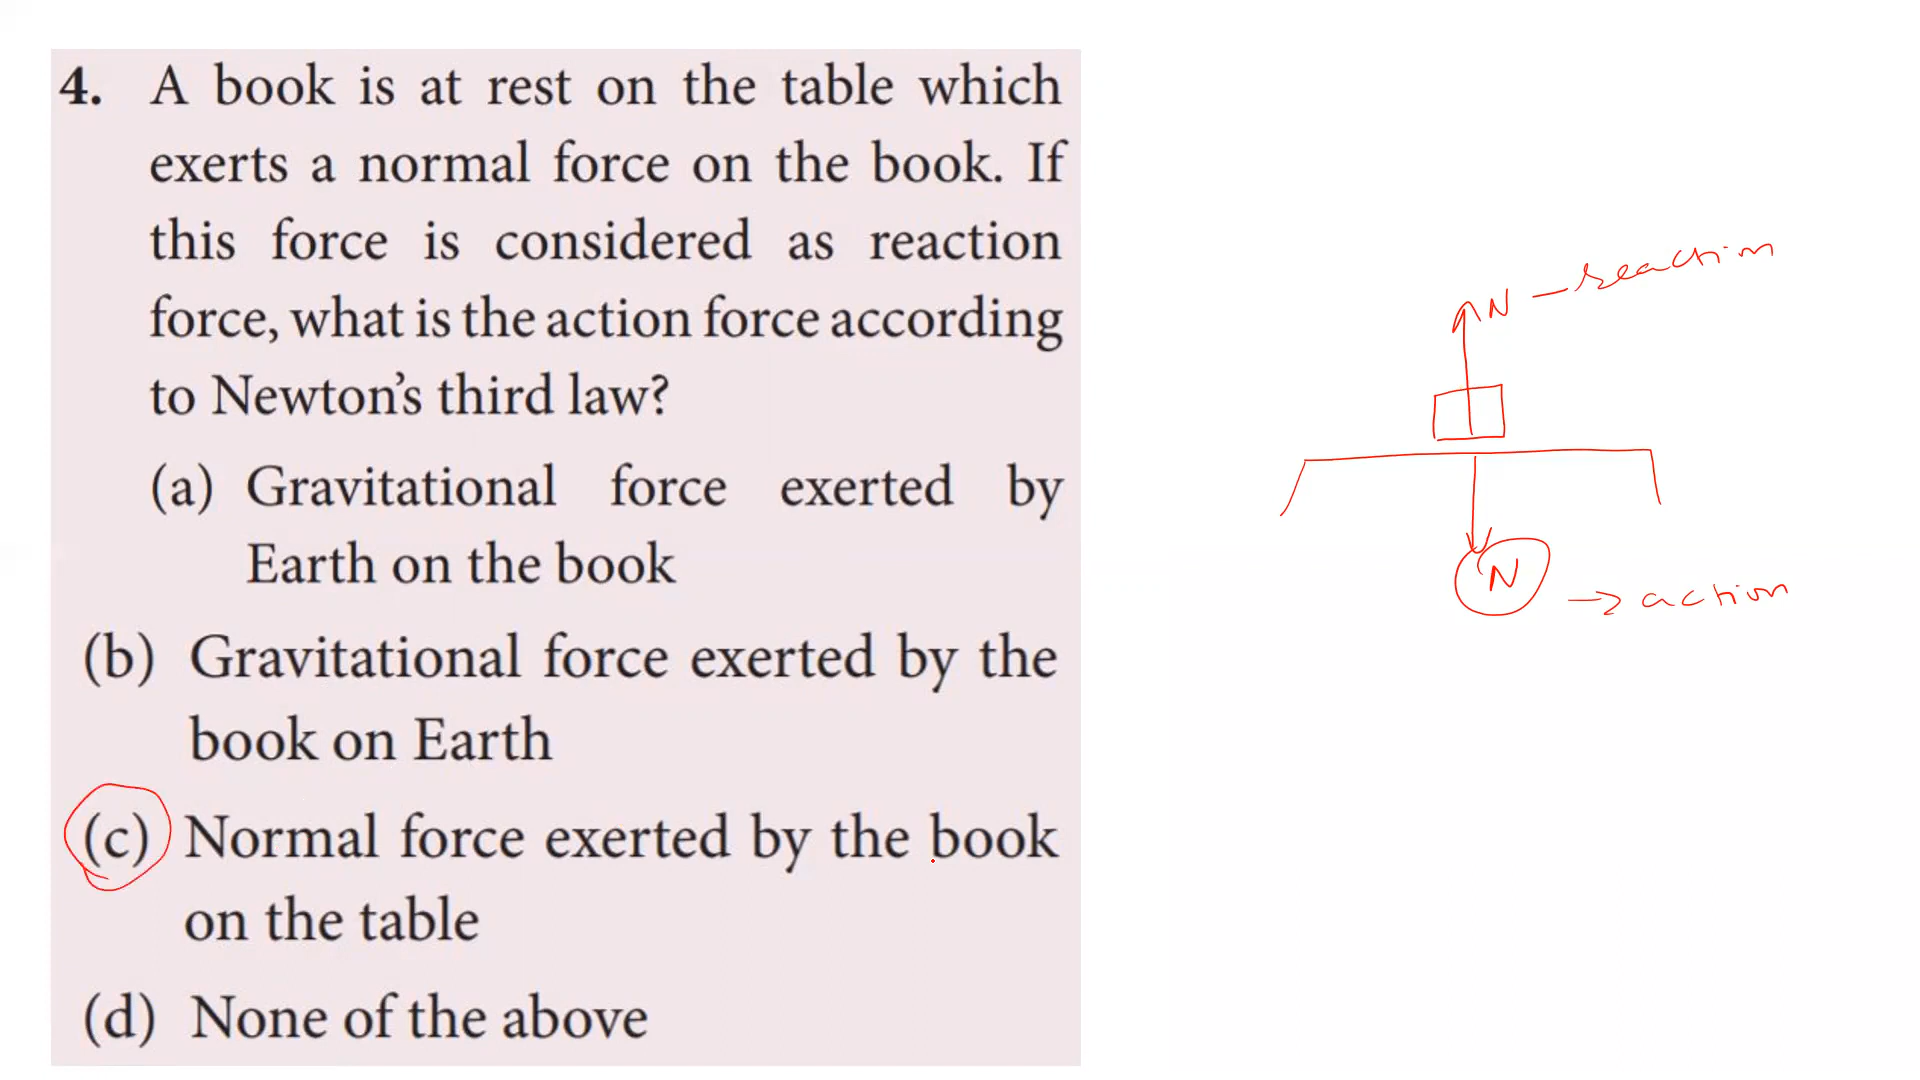 4. A book is at rest on the table which
exerts a normal force on the book. If
this force is considered as reaction
force, what is the action force according
to Newton’s third law?
(a) Gravitational force exerted by
Earth on the book
(b) Gravitational force exerted by the
book on Earth
(c) Normal force exerted by the book
on the table
(d) None of the above
N – reaction
N → action